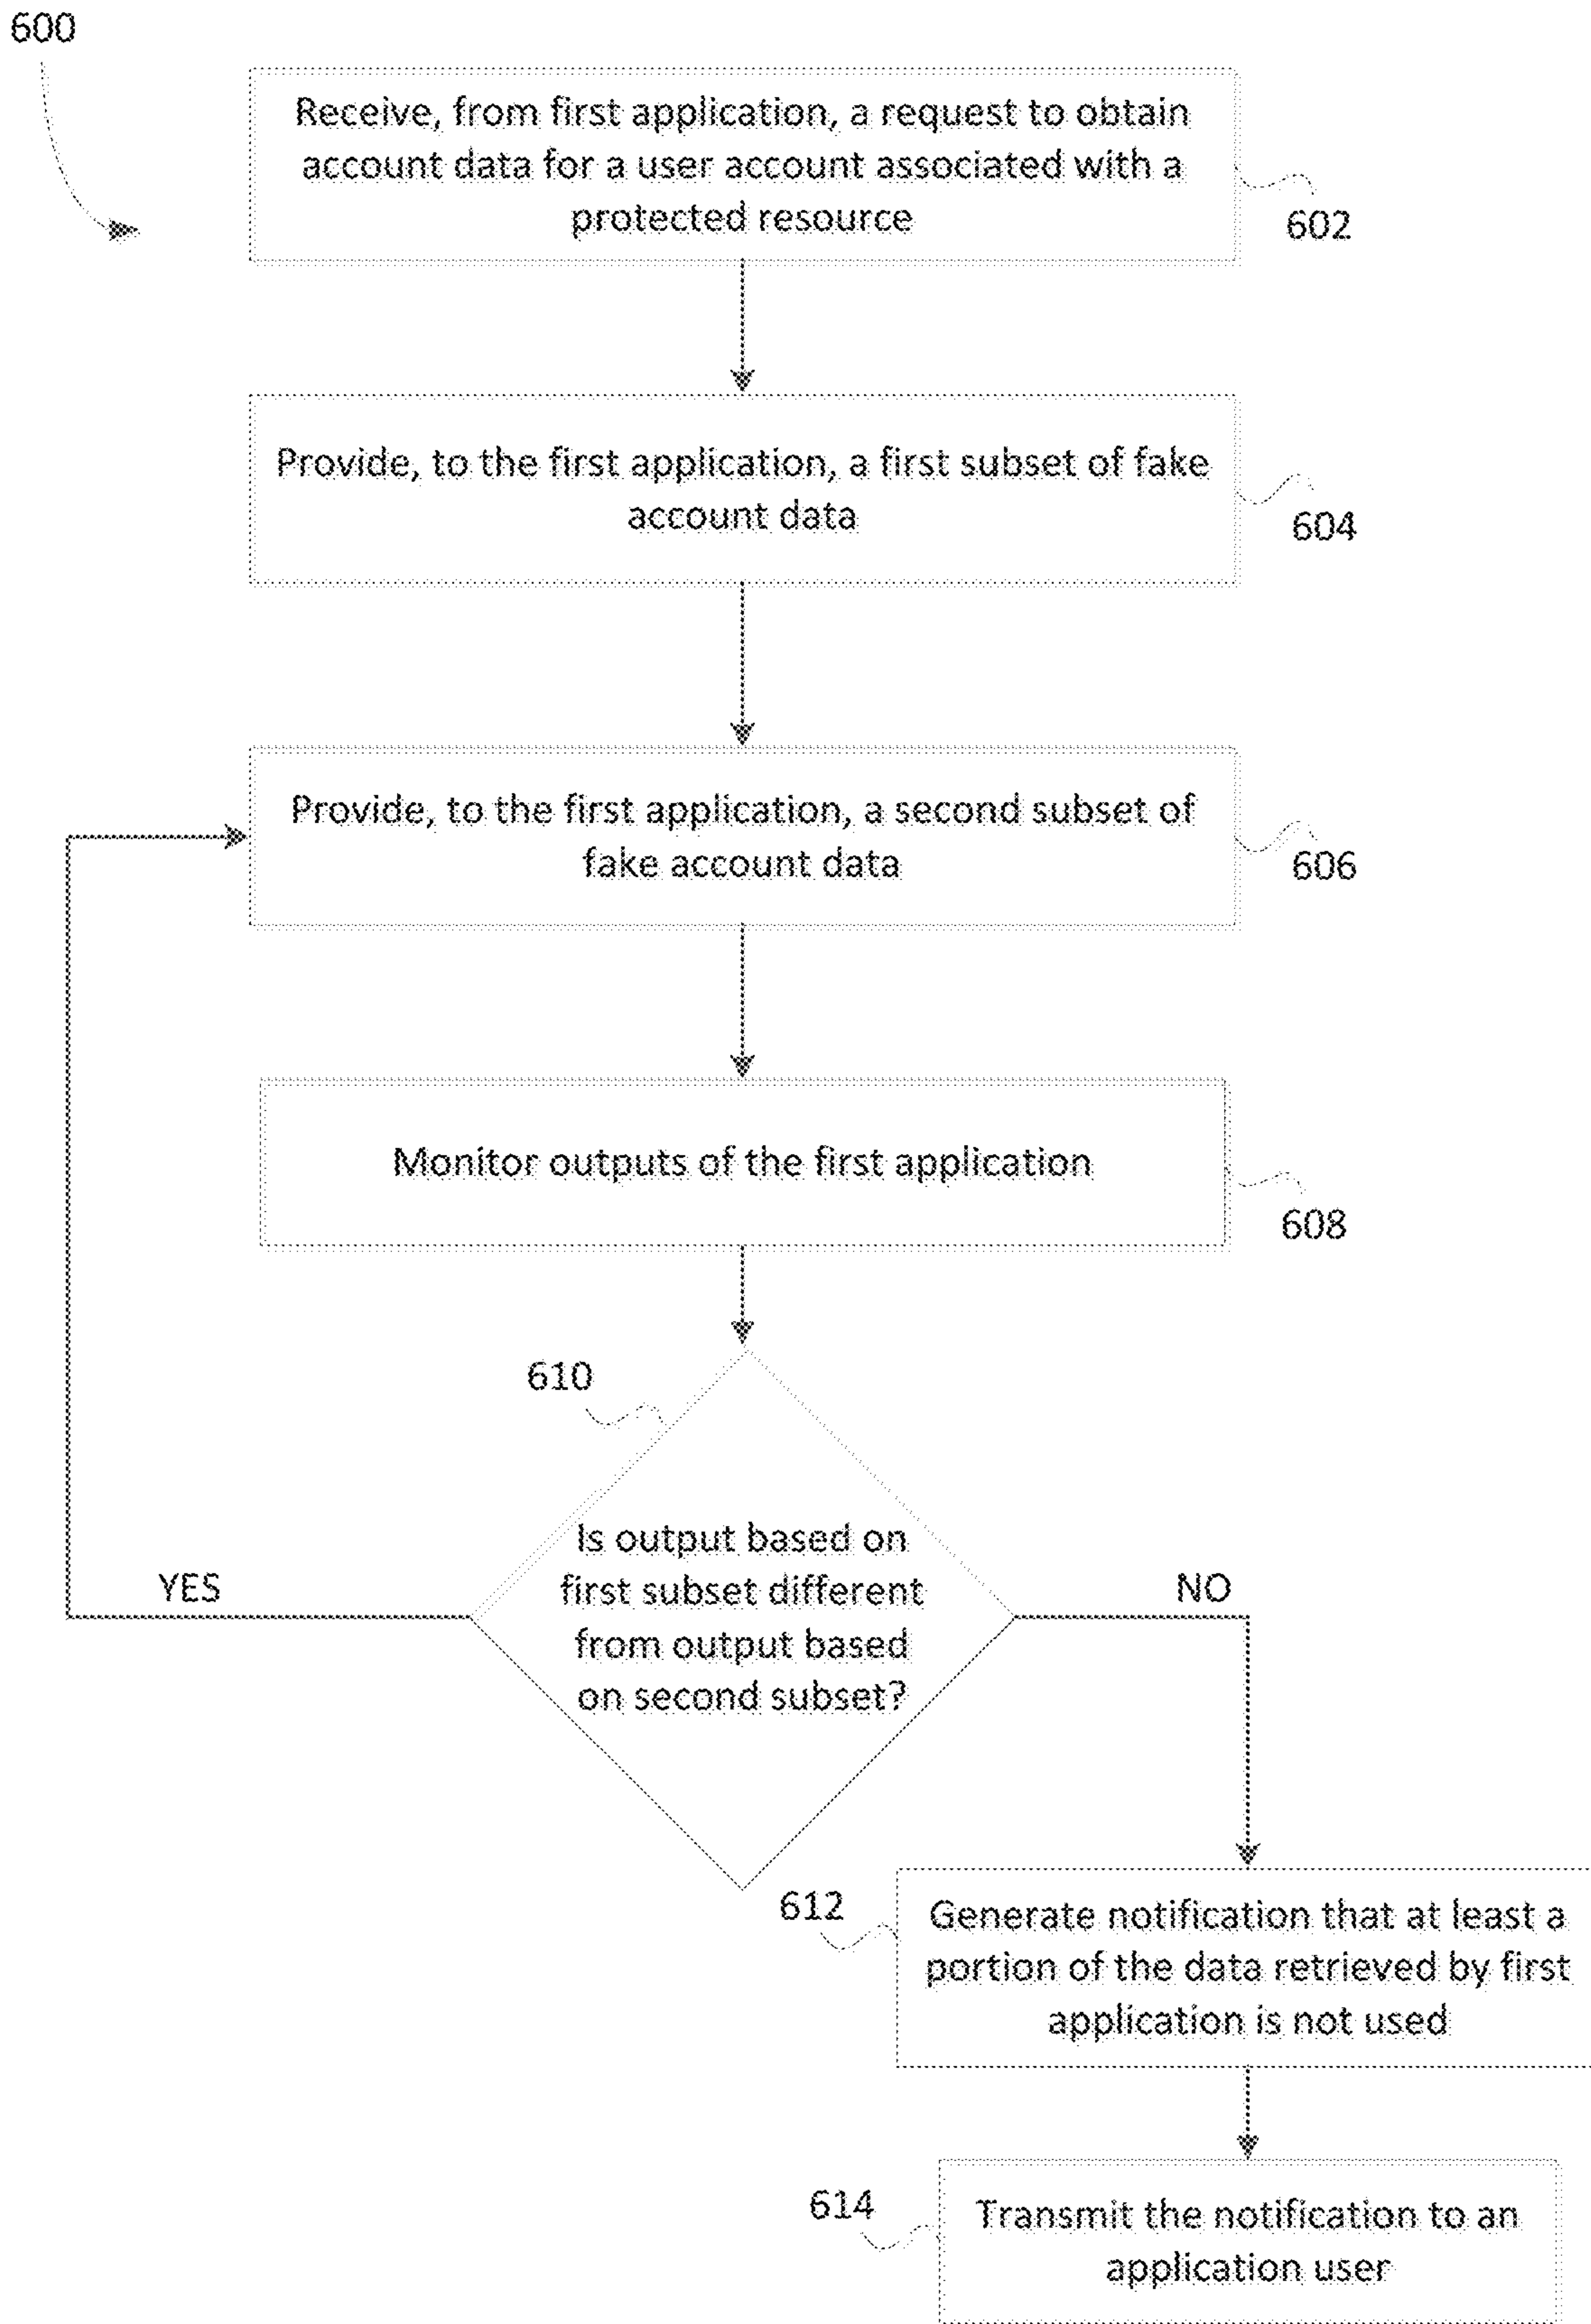 600
Receive, from first application, a request to obtain
account data for a user account associated with a
protected resource
602
Provide, to the first application, a first subset of fake
account data
604
Provide, to the first application, a second subset of
fake account data
606
Monitor outputs of the first application
608
610
Is output based on
first subset different
from output based
on second subset?
YES
NO
612
Generate notification that at least a
portion of the data retrieved by first
application is not used
614
Transmit the notification to an
application user